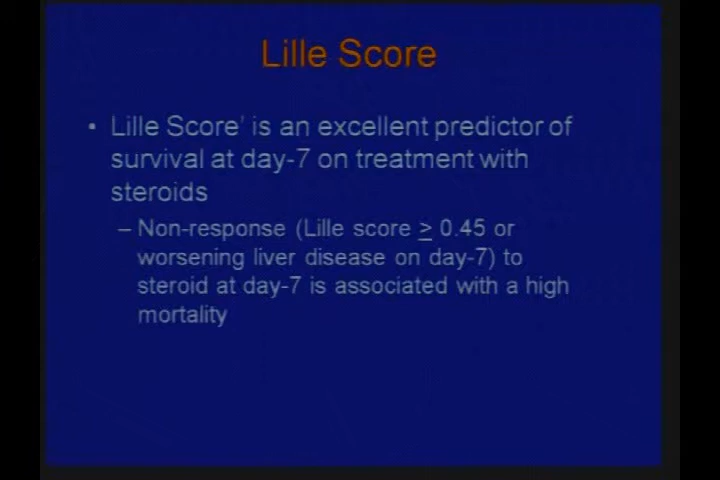 Lille Score
• Lille Score' is an excellent predictor of
survival at day-7 on treatment with
steroids
– Non-response (Lille score ≥ 0.45 or
worsening liver disease on day-7) to
steroid at day-7 is associated with a high
mortality